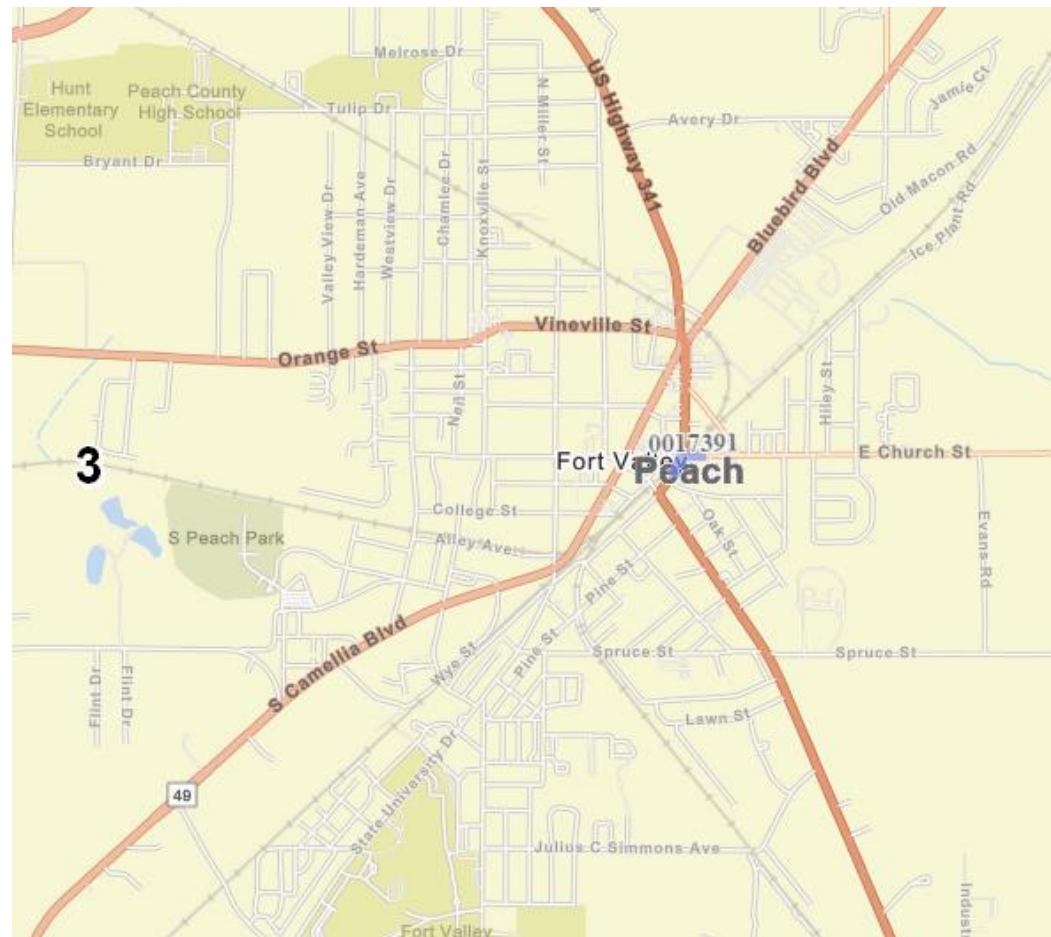 Melrose Dr
Hunt
Elementary
School
Peach County
High School
Tulip Dr
Bryant Dr
N Miller St
US Highway 341
Avery Dr
Jamie Ct
Bluebird Blvd
Old Macon Rd
Ice Plant Rd
Valley View Dr
Hardeman Ave
Westview Dr
Chamlee Dr
Knoxville St
Vineville St
Orange St
Hiley St
0017391
Fort Valley
Peach
E Church St
3
College St
S Peach Park
Alley Ave
Oak St
Evans Rd
Pine St
S Camellia Blvd
Wye St
Pine St
Spruce St
Spruce St
Flint Dr
Flint Dr
Lawn St
49
State University Dr
Julius C Simmons Ave
Fort Valley